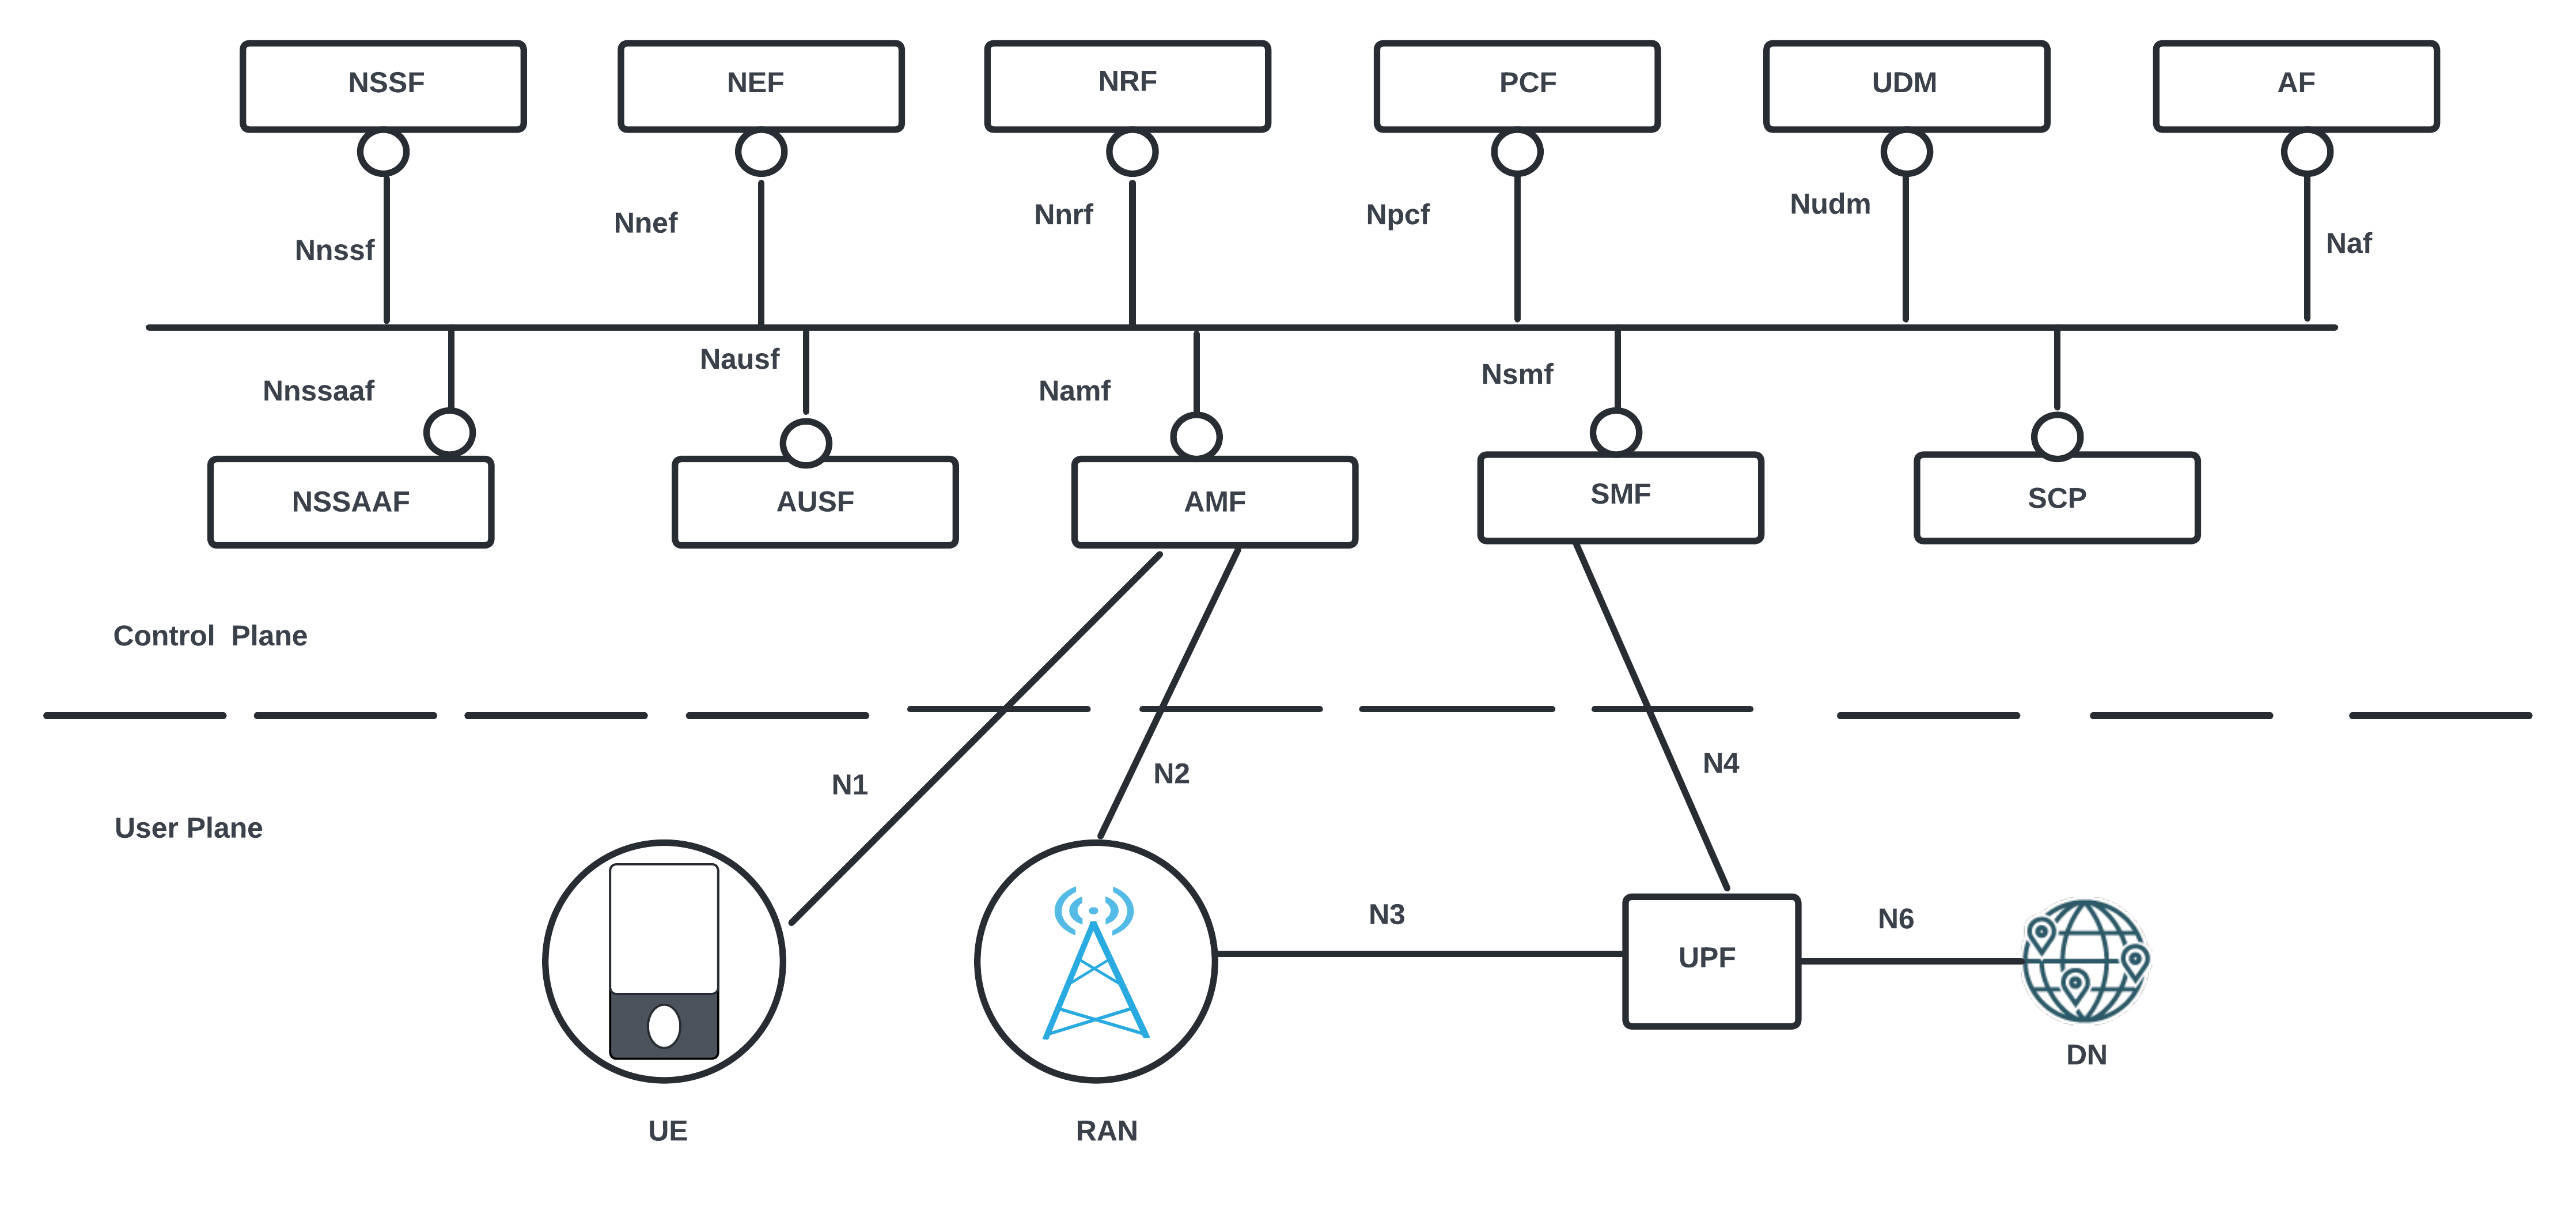 NSSF
NEF
NRF
PCF
UDM
AF
Nnssf
Nnef
Nnrf
Npcf
Nudm
Naf
Nnssaaf
Nausf
Namf
Nsmf
NSSAAF
AUSF
AMF
SMF
SCP
Control  Plane
N1
N2
N4
User Plane
N3
N6
UPF
DN
UE
RAN